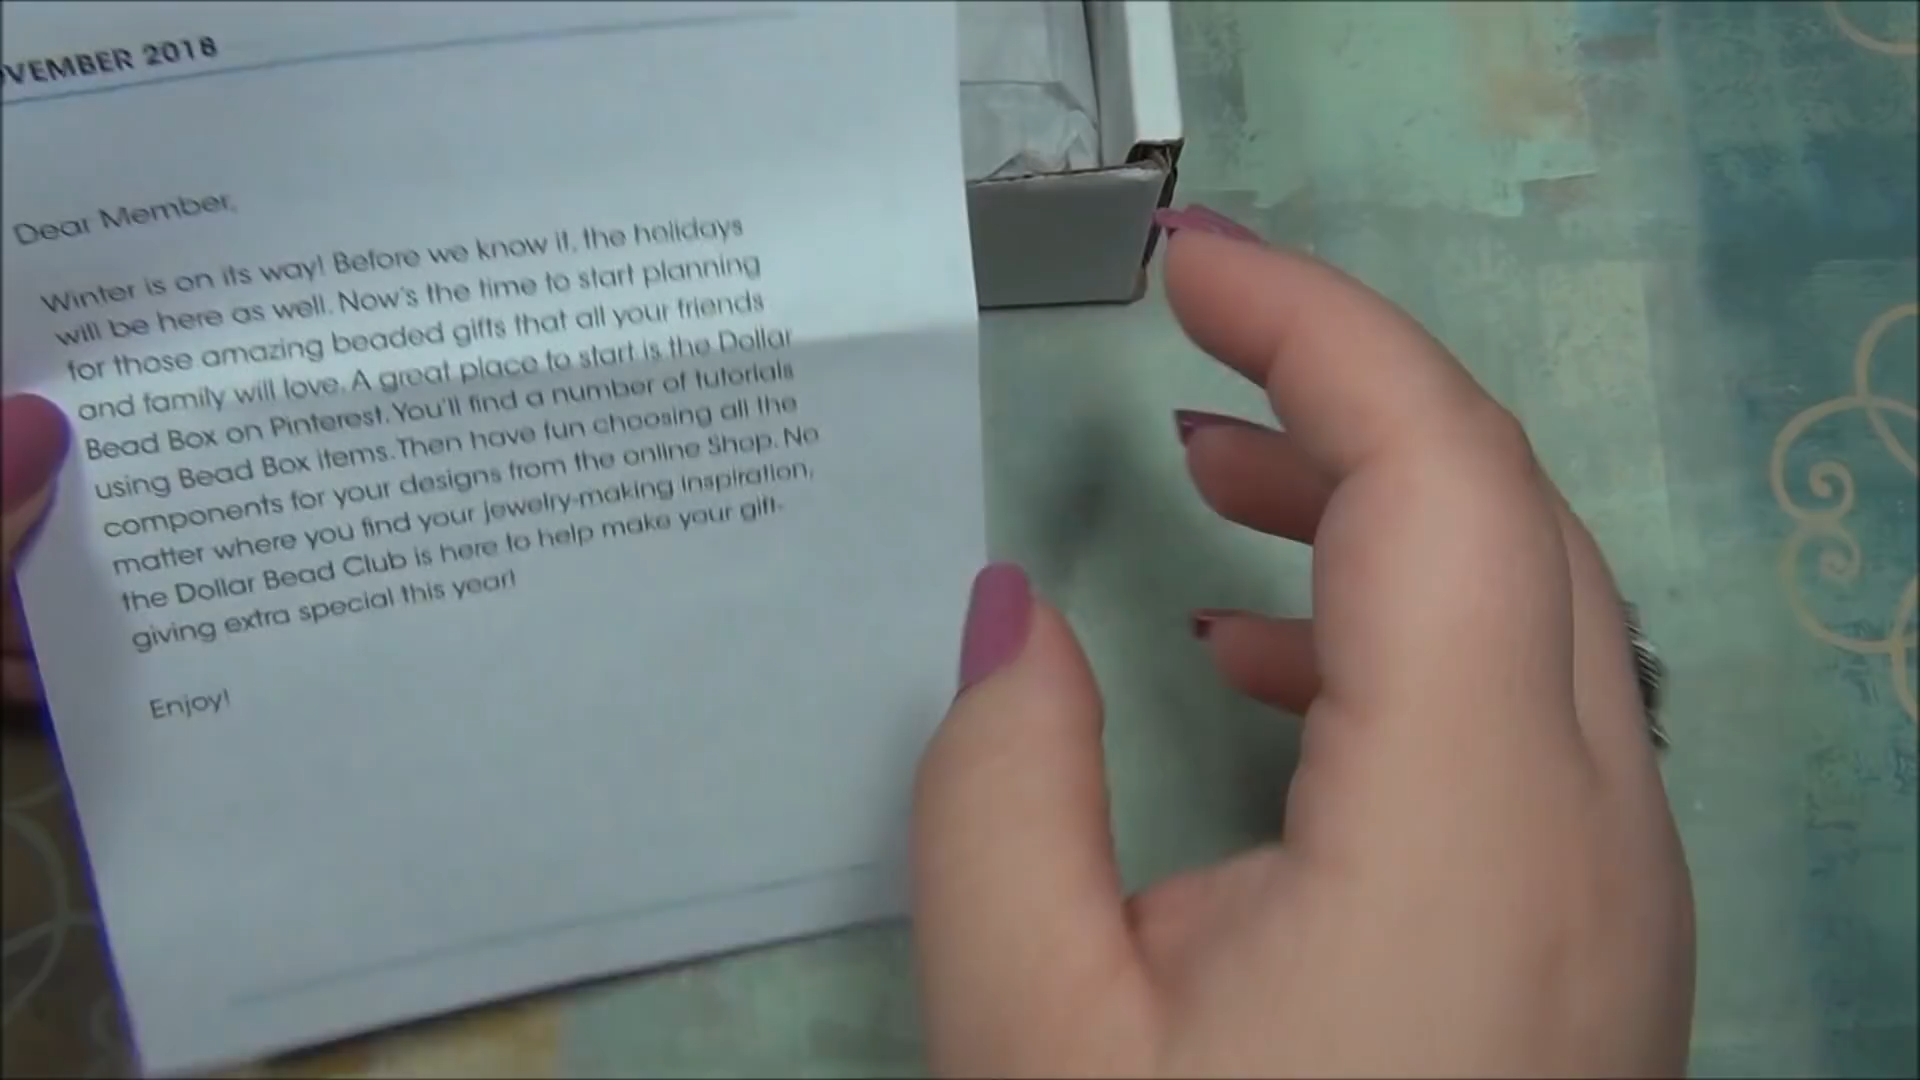 OVEMBER 2018
Dear Member,
Winter is on its way! Before we know it, the holidays
will be here as well. Now's the time to start planning
for those amazing beaded gifts that all your friends
and family will love. A great place to start is the Dollar
Bead Box on Pinterest. You'll find a number of tutorials
using Bead Box items. Then have fun choosing all the
components for your designs from the online Shop. No
matter where you find your jewelry-making inspiration,
the Dollar Bead Club is here to help make your gift-
giving extra special this year!
Enjoy!